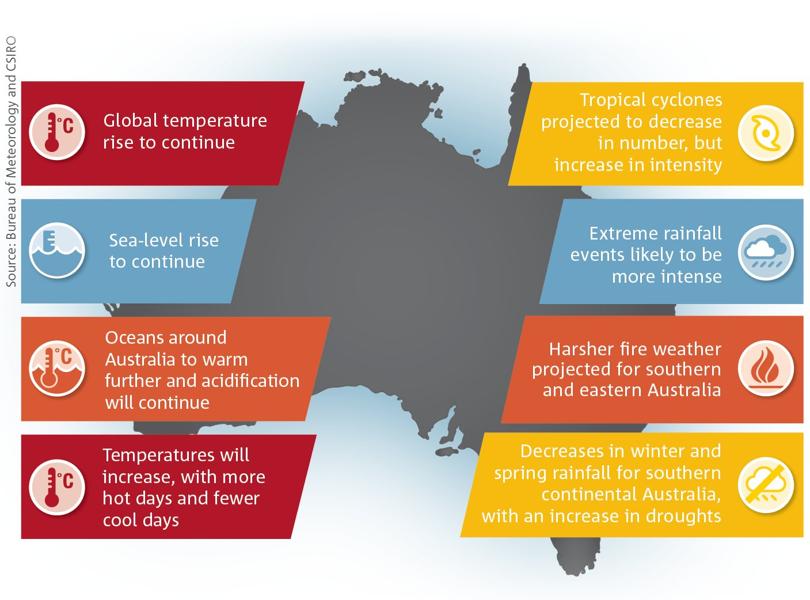 Source: Bureau of Meteorology and CSIRO
°C
Global temperature
rise to continue
Sea-level rise
to continue
°C
Oceans around
Australia to warm
further and acidification
will continue
°C
Temperatures will
increase, with more
hot days and fewer
cool days
Tropical cyclones
projected to decrease
in number, but
increase in intensity
Extreme rainfall
events likely to be
more intense
Harsher fire weather
projected for southern
and eastern Australia
Decreases in winter and
spring rainfall for southern
continental Australia,
with an increase in droughts